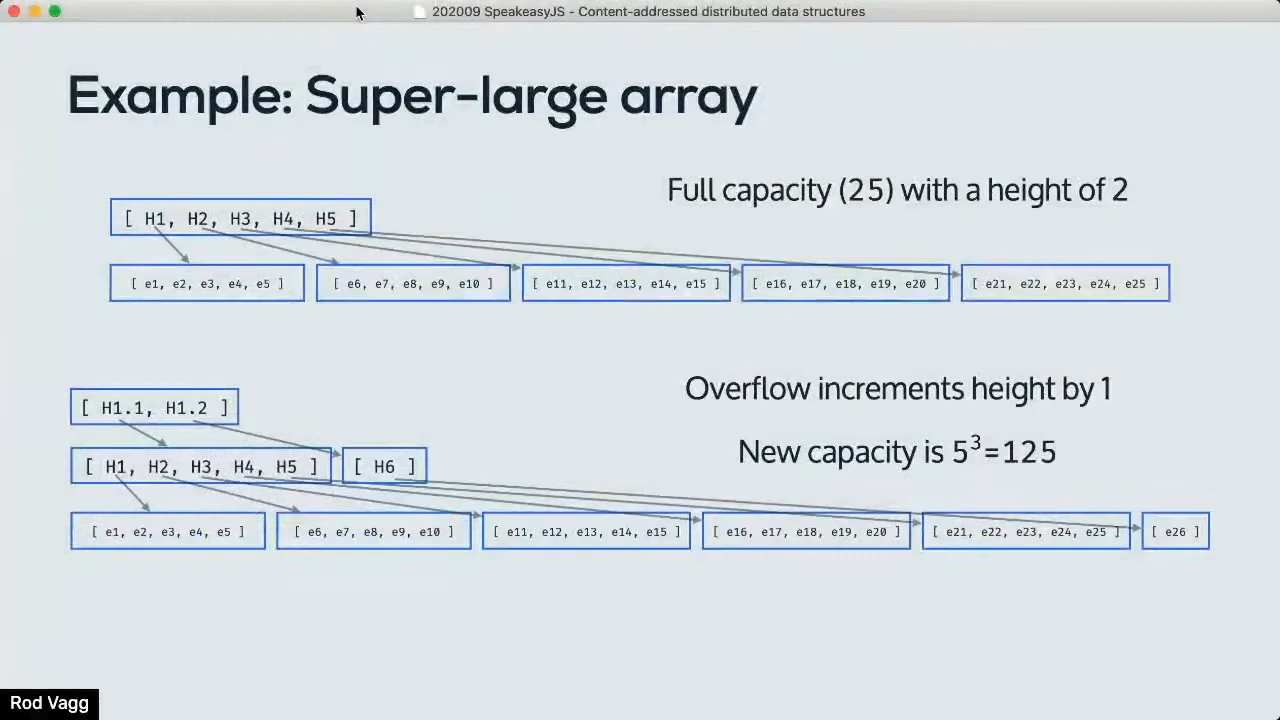 202009 SpeakeasyJS - Content-addressed distributed data structures
Example: Super-large array
Full capacity (25) with a height of 2
[ H1, H2, H3, H4, H5 ]
[ e1, e2, e3, e4, e5 ] [ e6, e7, e8, e9, e10 ] [ e11, e12, e13, e14, e15 ] [ e16, e17, e18, e19, e20 ] [ e21, e22, e23, e24, e25 ]
Overflow increments height by 1
[ H1.1, H1.2 ]
New capacity is 5³=125
[ H1, H2, H3, H4, H5 ] [ H6 ]
[ e1, e2, e3, e4, e5 ] [ e6, e7, e8, e9, e10 ] [ e11, e12, e13, e14, e15 ] [ e16, e17, e18, e19, e20 ] [ e21, e22, e23, e24, e25 ] [ e26 ]
Rod Vagg